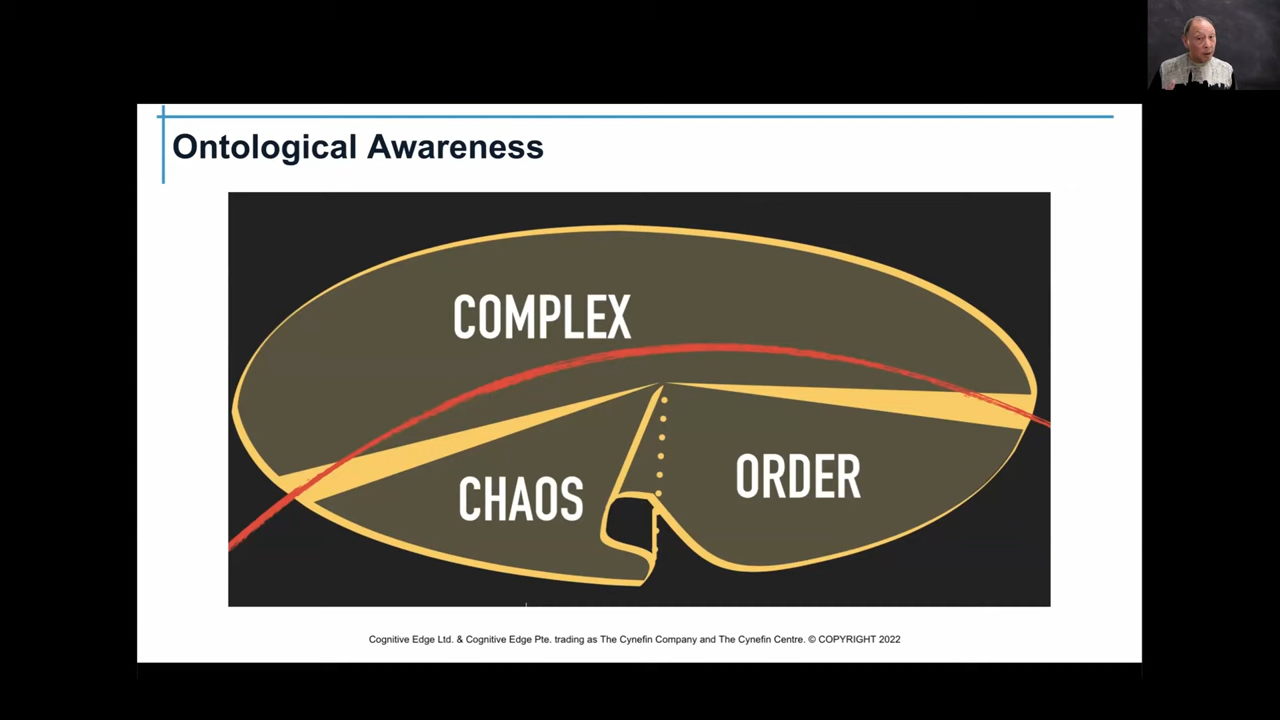 Ontological Awareness
COMPLEX
CHAOS
ORDER
Cognitive Edge Ltd. & Cognitive Edge Pte. trading as The Cynefin Company and The Cynefin Centre. © COPYRIGHT 2022